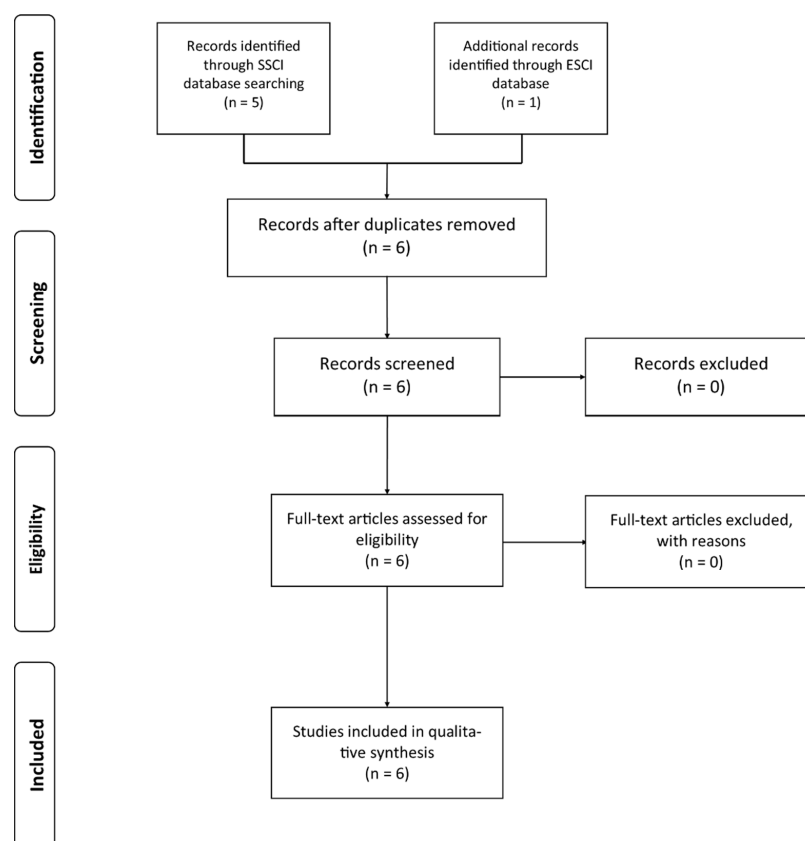 Identification
Records identified
through SSCI
database searching
(n = 5)
Additional records
identified through ESCI
database
(n = 1)
Records after duplicates removed
(n = 6)
Screening
Records screened
(n = 6)
Records excluded
(n = 0)
Eligibility
Full-text articles assessed for
eligibility
(n = 6)
Full-text articles excluded,
with reasons
(n = 0)
Included
Studies included in qualita-
tive synthesis
(n = 6)